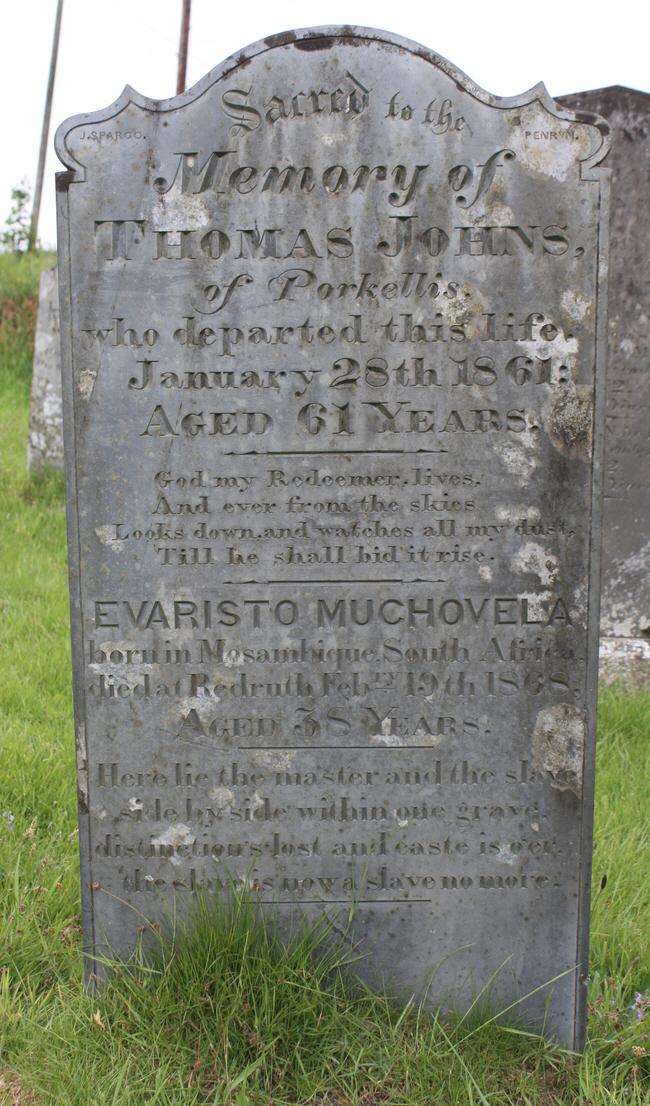 J. SPARGO.
PENRYN.
Sacred to the
Memory of
THOMAS JOHNS,
of Porkellis.
who departed this life.
January 28th 1861:
AGED 61 YEARS.
God my Redeemer, lives,
And ever from the skies
Looks down, and watches all my dust,
Till he shall bid it rise.
EVARISTO MUCHOVELA
born in Mosambique, South Africa,
died at Redruth Febry 19th 1868,
AGED 38 YEARS.
Here lie the master and the slave
side by side within one grave,
distinction's lost and caste is o'er,
the slave is now a slave no more.